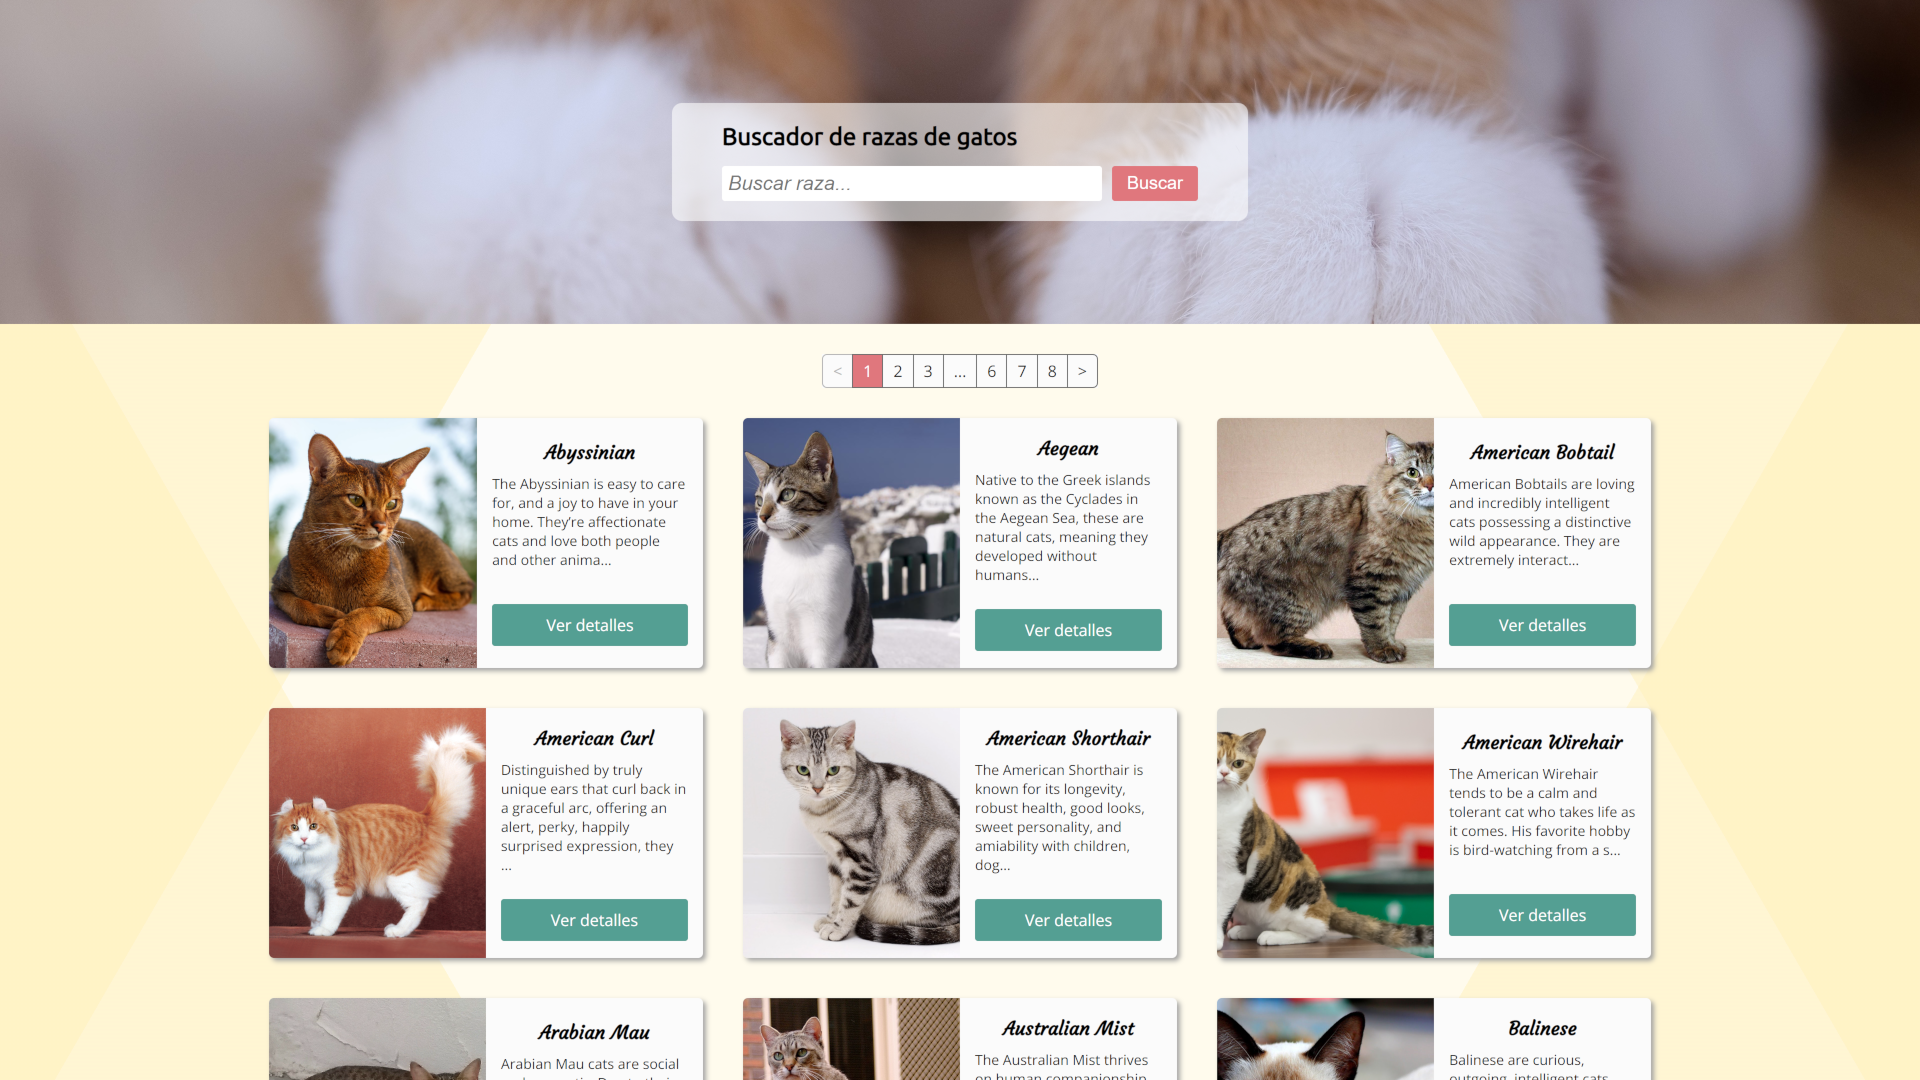 Buscador de razas de gatos
Buscar raza...
Buscar
< 1 2 3 ... 6 7 8 >
Abyssinian
The Abyssinian is easy to care
for, and a joy to have in your
home. They’re affectionate
cats and love both people
and other anima...
Ver detalles
Aegean
Native to the Greek islands
known as the Cyclades in
the Aegean Sea, these are
natural cats, meaning they
developed without
humans...
Ver detalles
American Bobtail
American Bobtails are loving
and incredibly intelligent
cats possessing a distinctive
wild appearance. They are
extremely interact...
Ver detalles
American Curl
Distinguished by truly
unique ears that curl back in
a graceful arc, offering an
alert, perky, happily
surprised expression, they
...
Ver detalles
American Shorthair
The American Shorthair is
known for its longevity,
robust health, good looks,
sweet personality, and
amiability with children,
dog...
Ver detalles
American Wirehair
The American Wirehair
tends to be a calm and
tolerant cat who takes life as
it comes. His favorite hobby
is bird-watching from a s...
Ver detalles
Arabian Mau
Arabian Mau cats are social
Australian Mist
The Australian Mist thrives
on human companionship
Balinese
Balinese are curious,
outgoing, intelligent cats